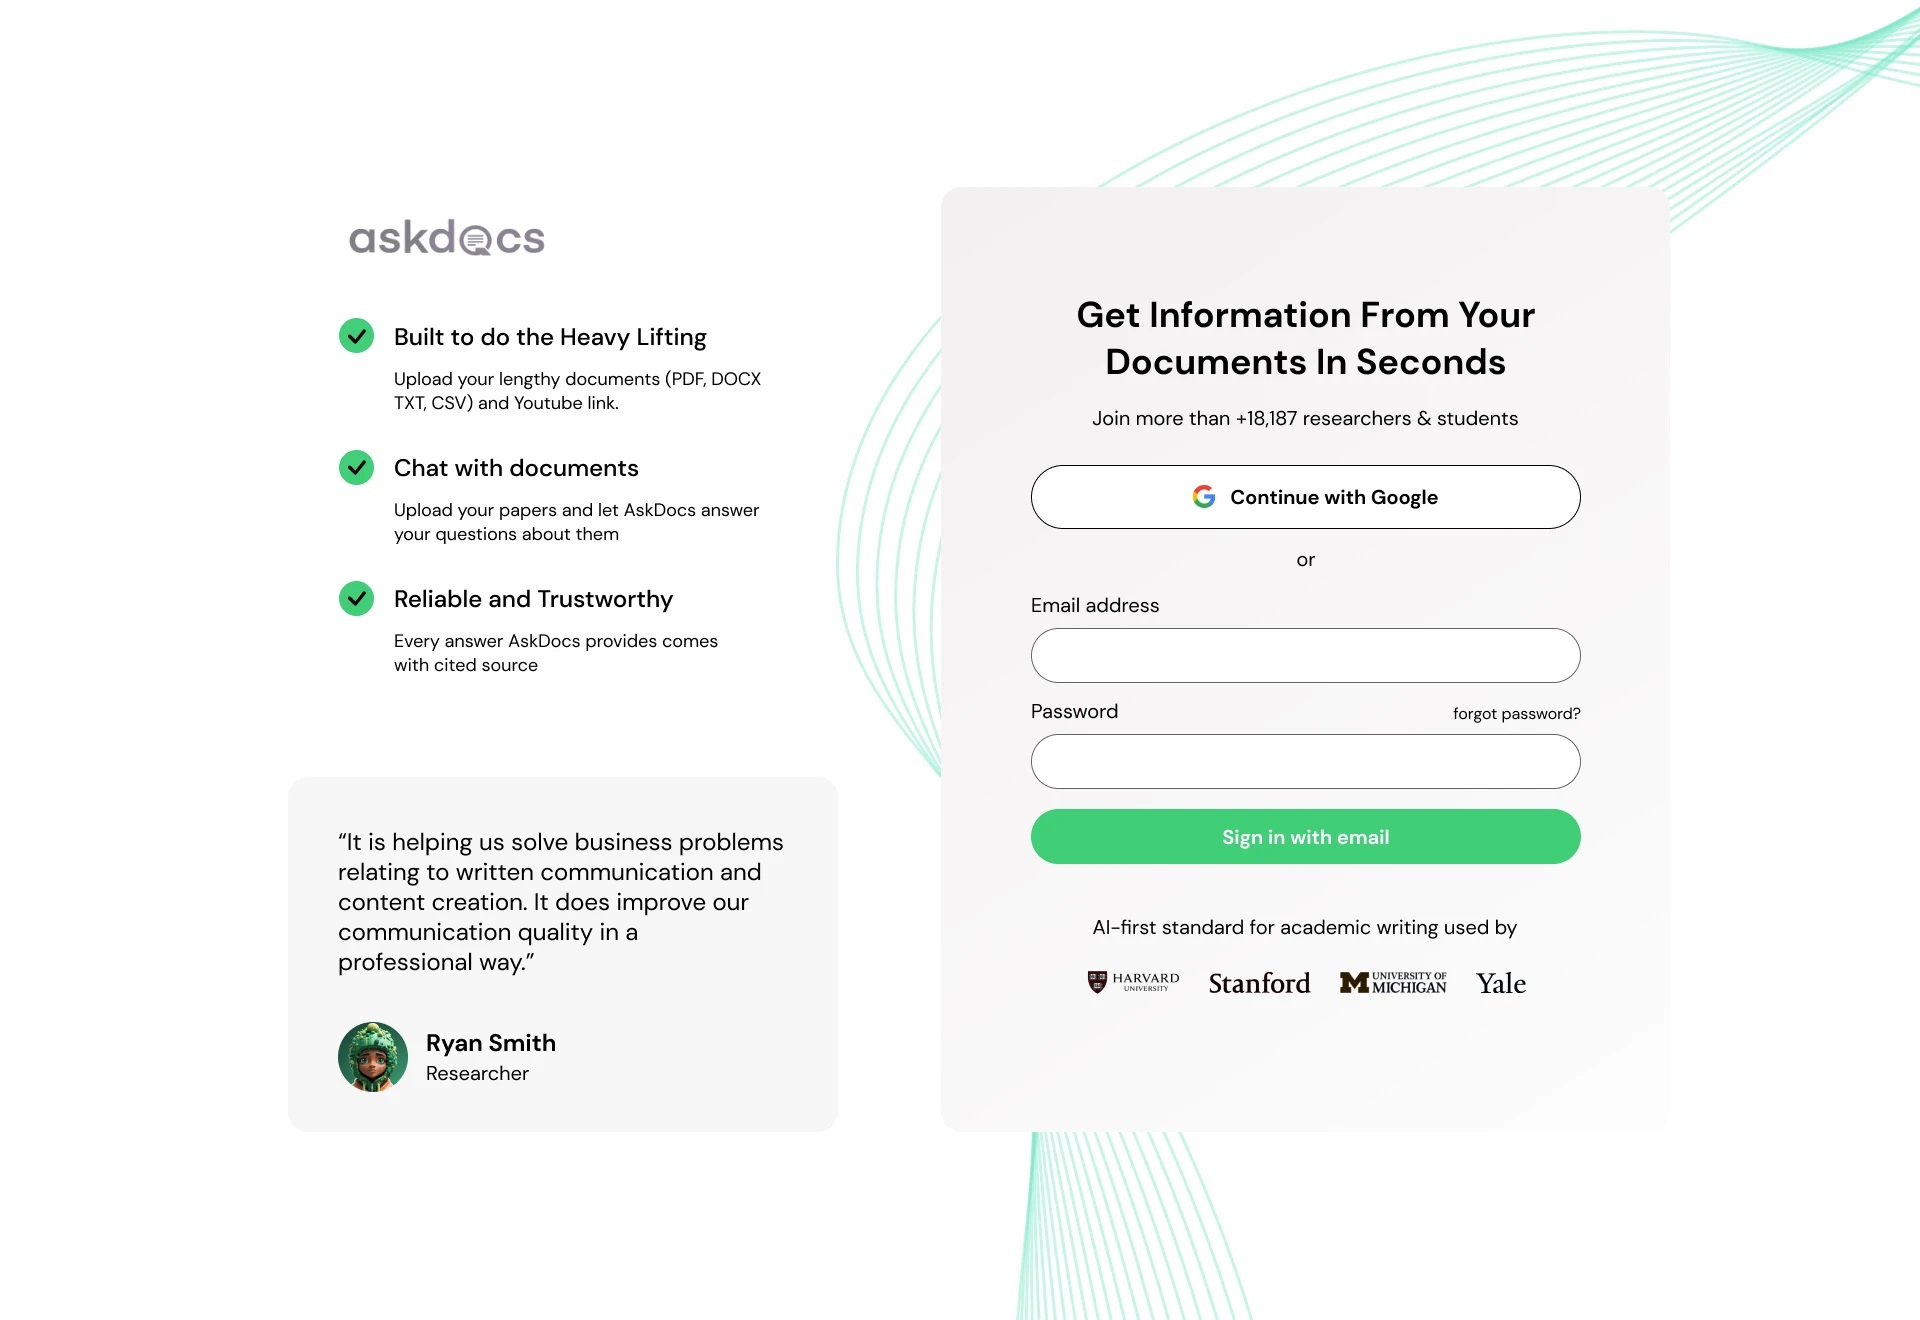 askdocs
Built to do the Heavy Lifting
Upload your lengthy documents (PDF, DOCX
TXT, CSV) and Youtube link.
Chat with documents
Upload your papers and let AskDocs answer
your questions about them
Reliable and Trustworthy
Every answer AskDocs provides comes
with cited source
“It is helping us solve business problems
relating to written communication and
content creation. It does improve our
communication quality in a
professional way.”
Ryan Smith
Researcher
Get Information From Your
Documents In Seconds
Join more than +18,187 researchers & students
Continue with Google
or
Email address
Password
forgot password?
Sign in with email
AI-first standard for academic writing used by
HARVARD
UNIVERSITY
Stanford
M
UNIVERSITY OF
MICHIGAN
Yale